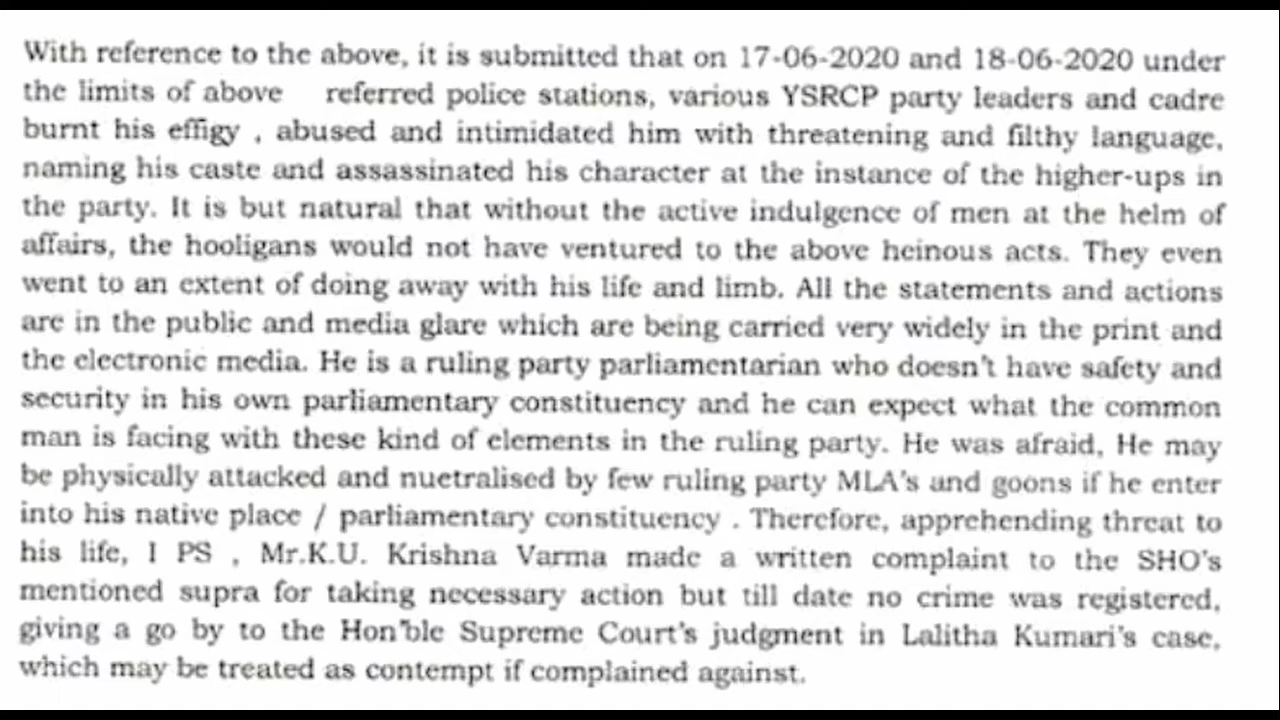 With reference to the above, it is submitted that on 17-06-2020 and 18-06-2020 under
the limits of above referred police stations, various YSRCP party leaders and cadre
burnt his effigy , abused and intimidated him with threatening and filthy language,
naming his caste and assassinated his character at the instance of the higher-ups in
the party. It is but natural that without the active indulgence of men at the helm of
affairs, the hooligans would not have ventured to the above heinous acts. They even
went to an extent of doing away with his life and limb. All the statements and actions
are in the public and media glare which are being carried very widely in the print and
the electronic media. He is a ruling party parliamentarian who doesn't have safety and
security in his own parliamentary constituency and he can expect what the common
man is facing with these kind of elements in the ruling party. He was afraid, He may
be physically attacked and nuetralised by few ruling party MLA's and goons if he enter
into his native place / parliamentary constituency . Therefore, apprehending threat to
his life, I PS , Mr.K.U. Krishna Varma made a written complaint to the SHO's
mentioned supra for taking necessary action but till date no crime was registered,
giving a go by to the Hon'ble Supreme Court's judgment in Lalitha Kumari's case,
which may be treated as contempt if complained against.